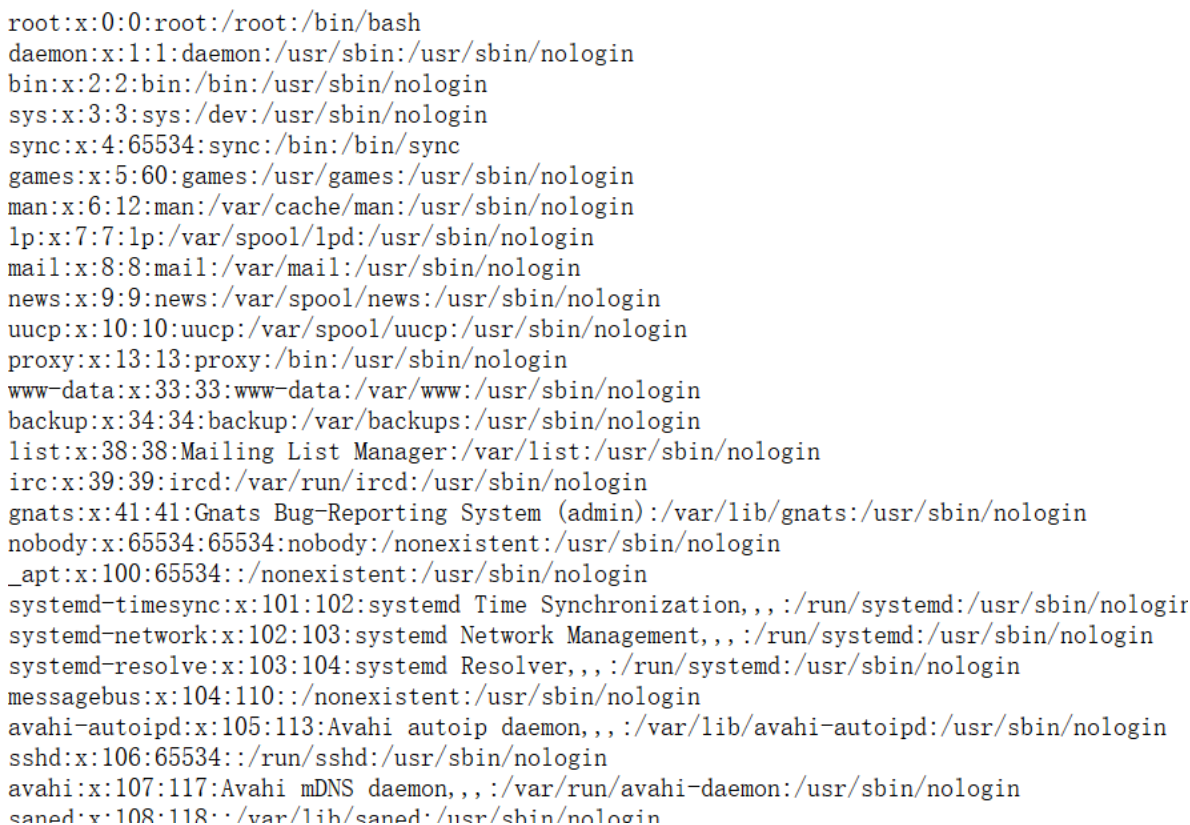 root:x:0:0:root:/root:/bin/bash
daemon:x:1:1:daemon:/usr/sbin:/usr/sbin/nologin
bin:x:2:2:bin:/bin:/usr/sbin/nologin
sys:x:3:3:sys:/dev:/usr/sbin/nologin
sync:x:4:65534:sync:/bin:/bin/sync
games:x:5:60:games:/usr/games:/usr/sbin/nologin
man:x:6:12:man:/var/cache/man:/usr/sbin/nologin
lp:x:7:7:lp:/var/spool/lpd:/usr/sbin/nologin
mail:x:8:8:mail:/var/mail:/usr/sbin/nologin
news:x:9:9:news:/var/spool/news:/usr/sbin/nologin
uucp:x:10:10:uucp:/var/spool/uucp:/usr/sbin/nologin
proxy:x:13:13:proxy:/bin:/usr/sbin/nologin
www-data:x:33:33:www-data:/var/www:/usr/sbin/nologin
backup:x:34:34:backup:/var/backups:/usr/sbin/nologin
list:x:38:38:Mailing List Manager:/var/list:/usr/sbin/nologin
irc:x:39:39:ircd:/var/run/ircd:/usr/sbin/nologin
gnats:x:41:41:Gnats Bug-Reporting System (admin):/var/lib/gnats:/usr/sbin/nologin
nobody:x:65534:65534:nobody:/nonexistent:/usr/sbin/nologin
_apt:x:100:65534::/nonexistent:/usr/sbin/nologin
systemd-timesync:x:101:102:systemd Time Synchronization,,,:/run/systemd:/usr/sbin/nologin
systemd-network:x:102:103:systemd Network Management,,,:/run/systemd:/usr/sbin/nologin
systemd-resolve:x:103:104:systemd Resolver,,,:/run/systemd:/usr/sbin/nologin
messagebus:x:104:110::/nonexistent:/usr/sbin/nologin
avahi-autoipd:x:105:113:Avahi autoip daemon,,,:/var/lib/avahi-autoipd:/usr/sbin/nologin
sshd:x:106:65534::/run/sshd:/usr/sbin/nologin
avahi:x:107:117:Avahi mDNS daemon,,,:/var/run/avahi-daemon:/usr/sbin/nologin
saned:x:108:118::/var/lib/saned:/usr/sbin/nologin